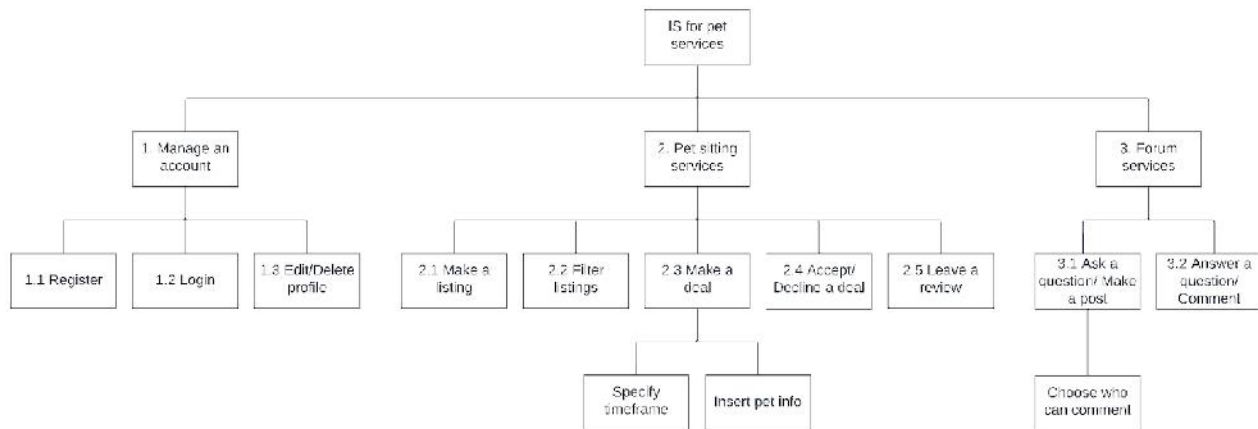 IS for pet
services
1. Manage an
account
2. Pet sitting
services
3. Forum
services
1.1 Register
1.2 Login
1.3 Edit/Delete
profile
2.1 Make a
listing
2.2 Filter
listings
2.3 Make a
deal
2.4 Accept/
Decline a deal
2.5 Leave a
review
3.1 Ask a
question/ Make
a post
3.2 Answer a
question/
Comment
Specify
timeframe
Insert pet info
Choose who
can comment